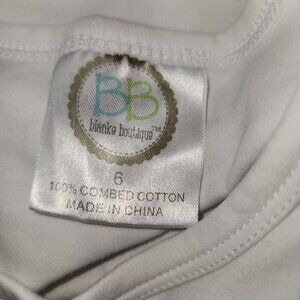 BB
blanks boutique™
6
100% COMBED COTTON
MADE IN CHINA